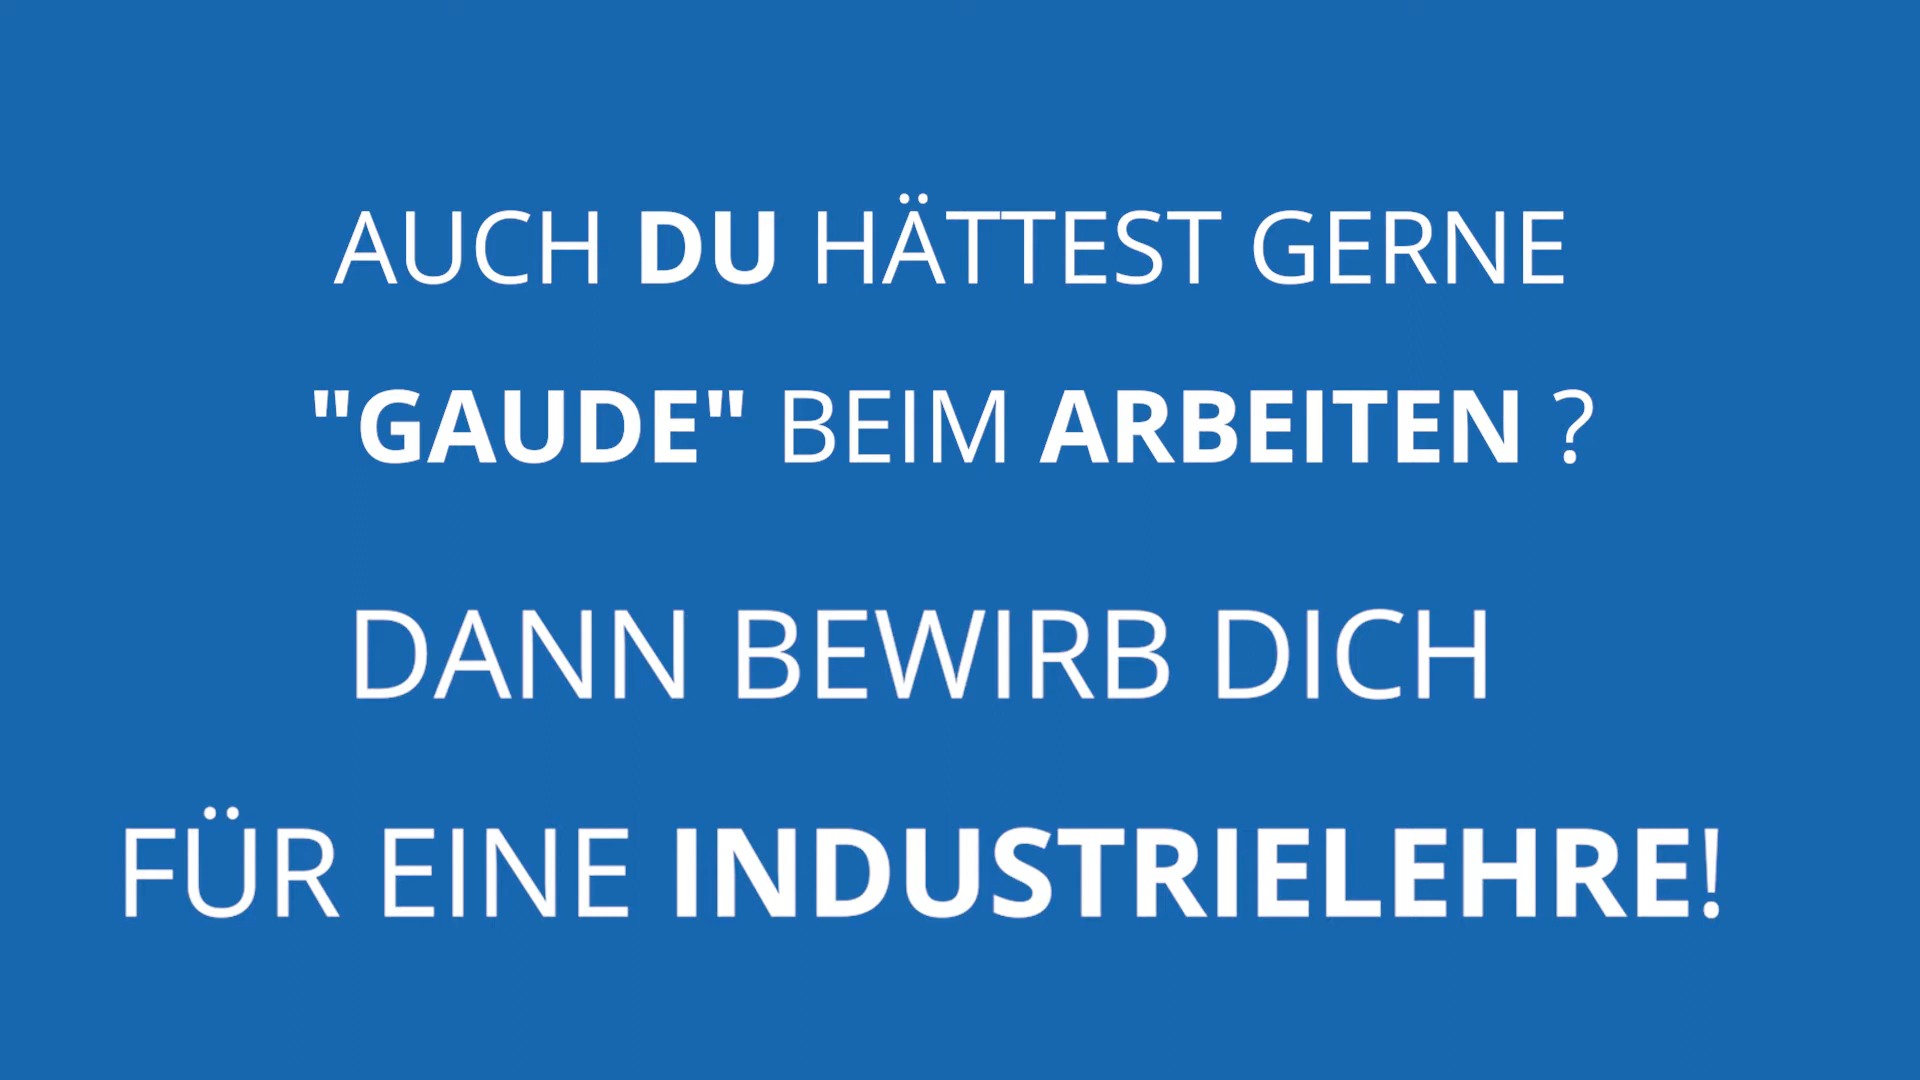 AUCH DU HÄTTEST GERNE
"GAUDE" BEIM ARBEITEN ?
DANN BEWIRB DICH
FÜR EINE INDUSTRIELEHRE!